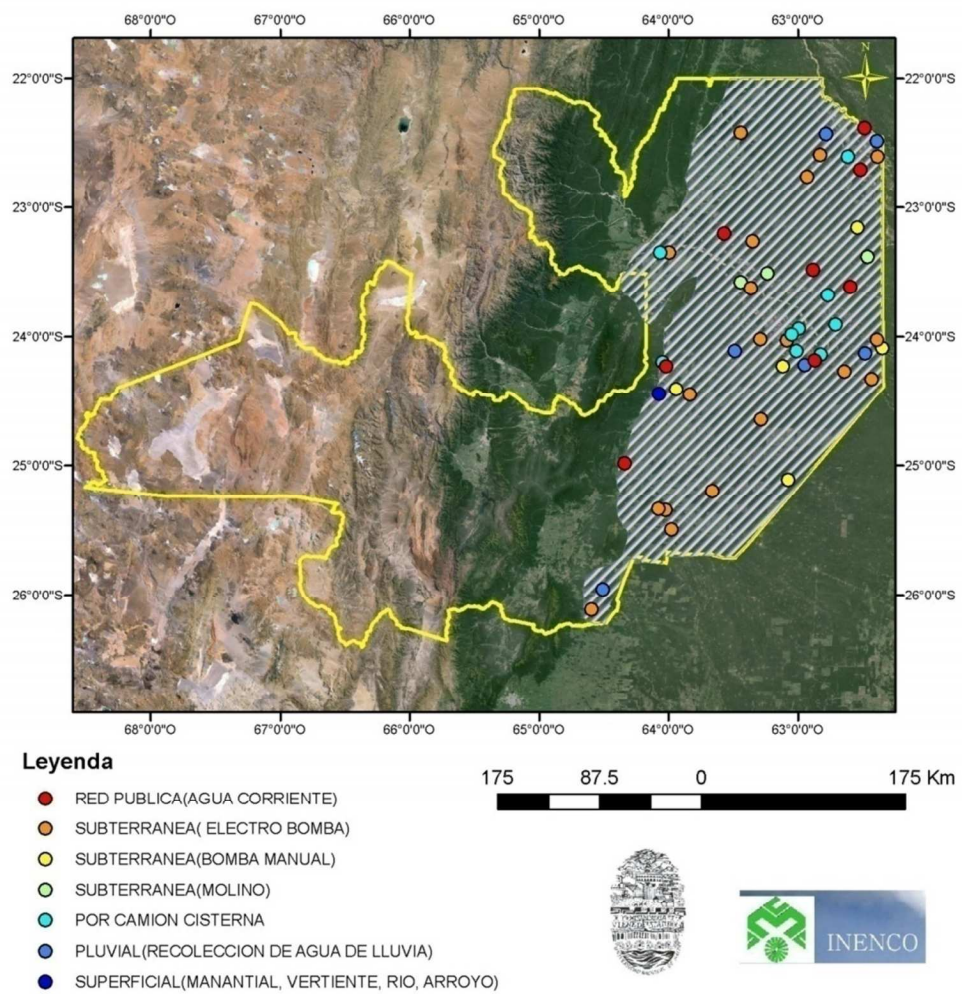 68°0'0"O 67°0'0"O 66°0'0"O 65°0'0"O 64°0'0"O 63°0'0"O
N
22°0'0"S 22°0'0"S
23°0'0"S 23°0'0"S
24°0'0"S 24°0'0"S
25°0'0"S 25°0'0"S
26°0'0"S 26°0'0"S
68°0'0"O 67°0'0"O 66°0'0"O 65°0'0"O 64°0'0"O 63°0'0"O
Leyenda
175 87.5 0 175 Km
RED PUBLICA(AGUA CORRIENTE)
SUBTERRANEA( ELECTRO BOMBA)
SUBTERRANEA(BOMBA MANUAL)
SUBTERRANEA(MOLINO)
POR CAMION CISTERNA
PLUVIAL(RECOLECCION DE AGUA DE LLUVIA)
SUPERFICIAL(MANANTIAL, VERTIENTE, RIO, ARROYO)
INENCO